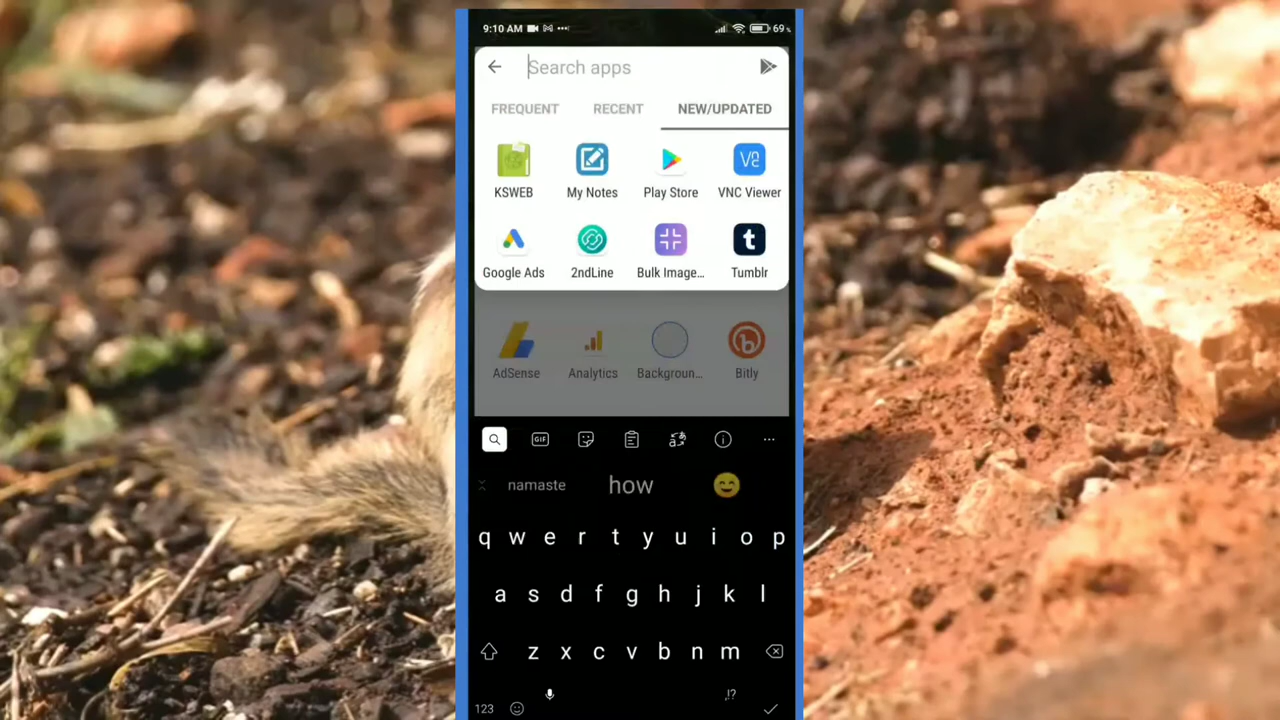 9:10 AM 69%
Search apps
FREQUENT RECENT NEW/UPDATED
KSWEB My Notes Play Store VNC Viewer
Google Ads 2ndLine Bulk Image... Tumblr
AdSense Analytics Backgroun... Bitly
GIF
namaste how
q w e r t y u i o p
a s d f g h j k l
z x c v b n m
,!?
123